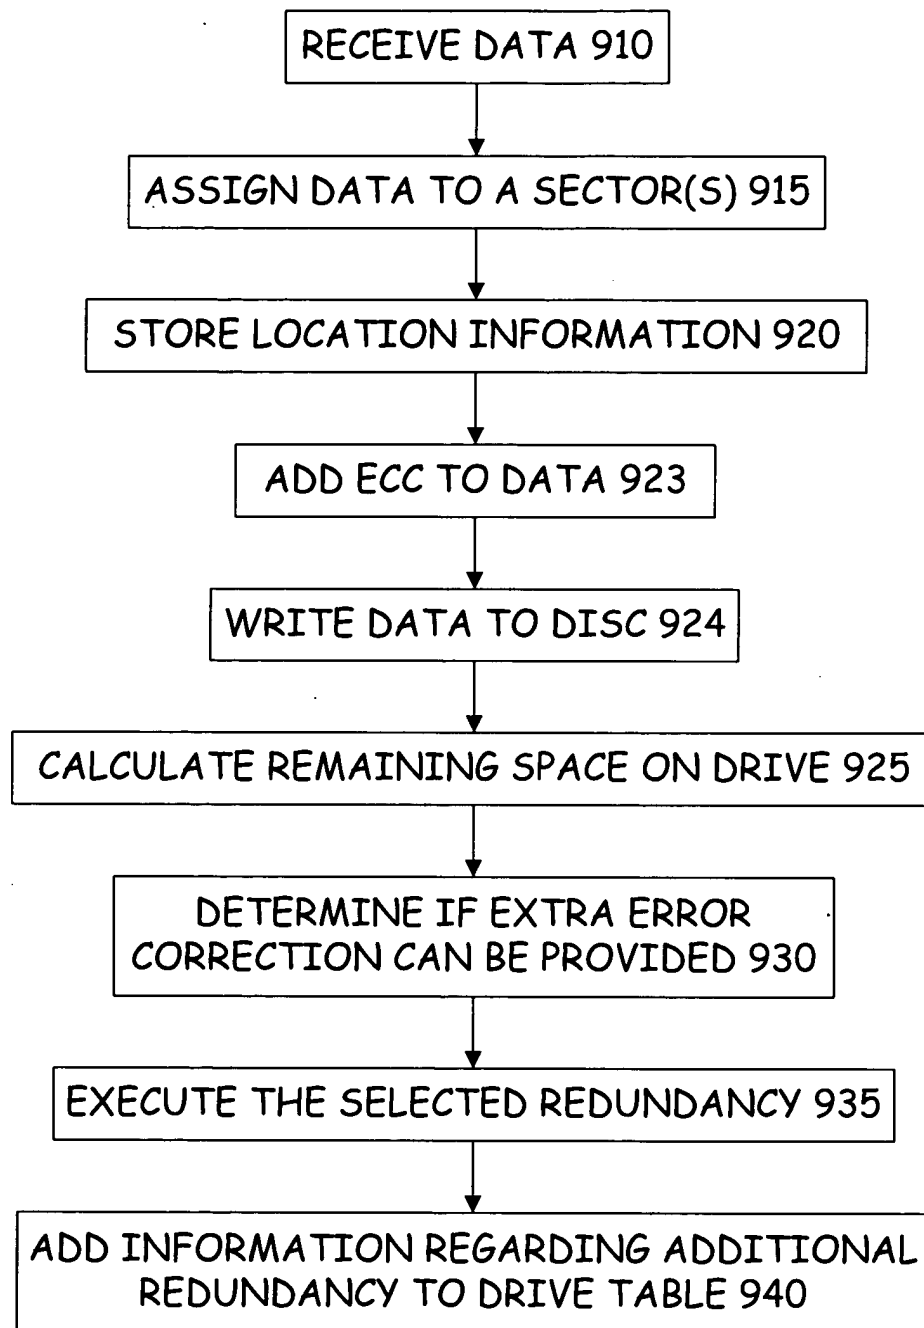 RECEIVE DATA 910
ASSIGN DATA TO A SECTOR(S) 915
STORE LOCATION INFORMATION 920
ADD ECC TO DATA 923
WRITE DATA TO DISC 924
CALCULATE REMAINING SPACE ON DRIVE 925
DETERMINE IF EXTRA ERROR
CORRECTION CAN BE PROVIDED 930
EXECUTE THE SELECTED REDUNDANCY 935
ADD INFORMATION REGARDING ADDITIONAL
REDUNDANCY TO DRIVE TABLE 940